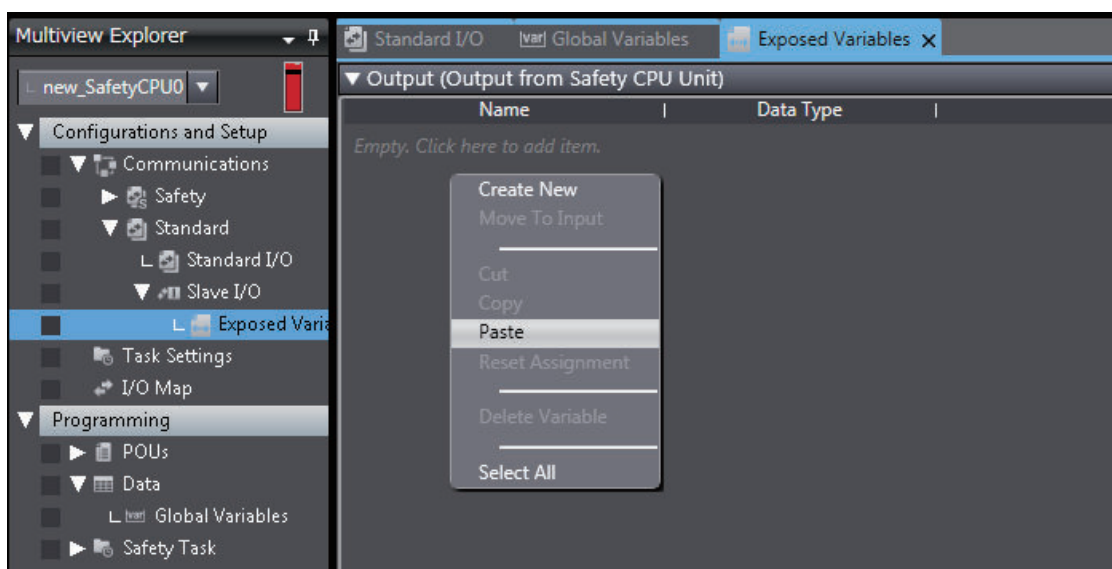 Multiview Explorer
new_SafetyCPU0
Configurations and Setup
Communications
Safety
Standard
Standard I/O
Slave I/O
Exposed Varia
Task Settings
I/O Map
Programming
POUs
Data
Global Variables
Safety Task
Standard I/O var Global Variables Exposed Variables x
Output (Output from Safety CPU Unit)
Name | Data Type |
Empty. Click here to add item.
Create New
Move To Input
Cut
Copy
Paste
Reset Assignment
Delete Variable
Select All